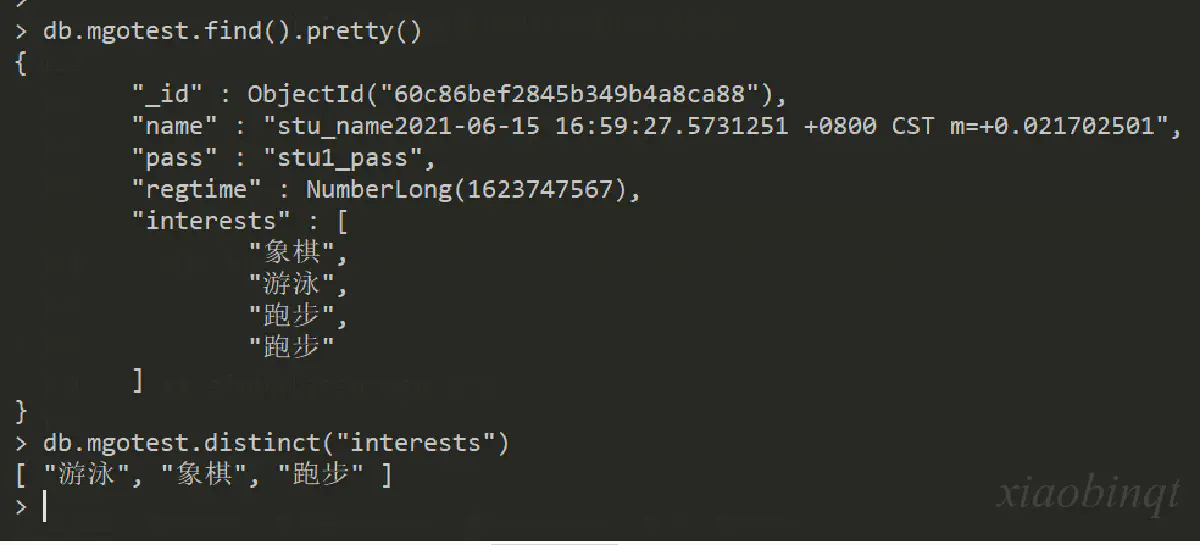 >
> db.mgotest.find().pretty()
{
"_id" : ObjectId("60c86bef2845b349b4a8ca88"),
"name" : "stu_name2021-06-15 16:59:27.5731251 +0800 CST m=+0.021702501",
"pass" : "stu1_pass",
"regtime" : NumberLong(1623747567),
"interests" : [
"象棋",
"游泳",
"跑步",
"跑步"
]
}
> db.mgotest.distinct("interests")
[ "游泳", "象棋", "跑步" ]
>
xiaobinqt